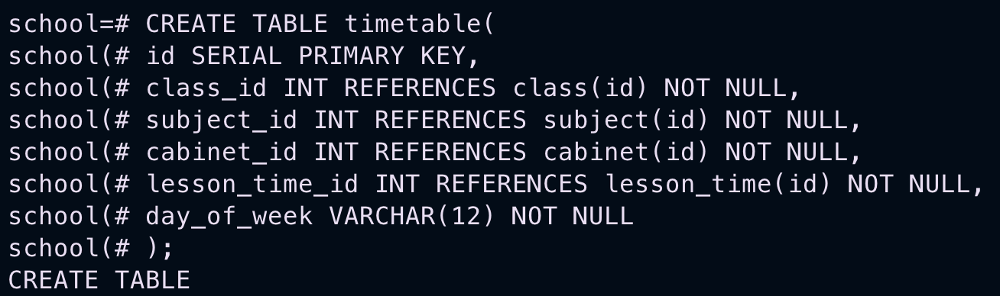 school=# CREATE TABLE timetable(
school(# id SERIAL PRIMARY KEY,
school(# class_id INT REFERENCES class(id) NOT NULL,
school(# subject_id INT REFERENCES subject(id) NOT NULL,
school(# cabinet_id INT REFERENCES cabinet(id) NOT NULL,
school(# lesson_time_id INT REFERENCES lesson_time(id) NOT NULL,
school(# day_of_week VARCHAR(12) NOT NULL
school(# );
CREATE TABLE